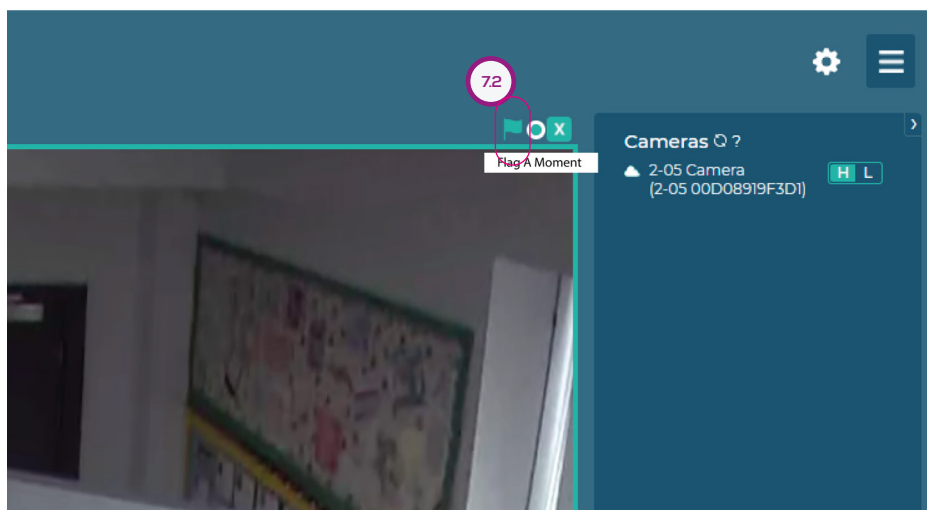 7.2
X
Flag A Moment
Cameras ?
2-05 Camera
(2-05 00D08919F3D1)
H L